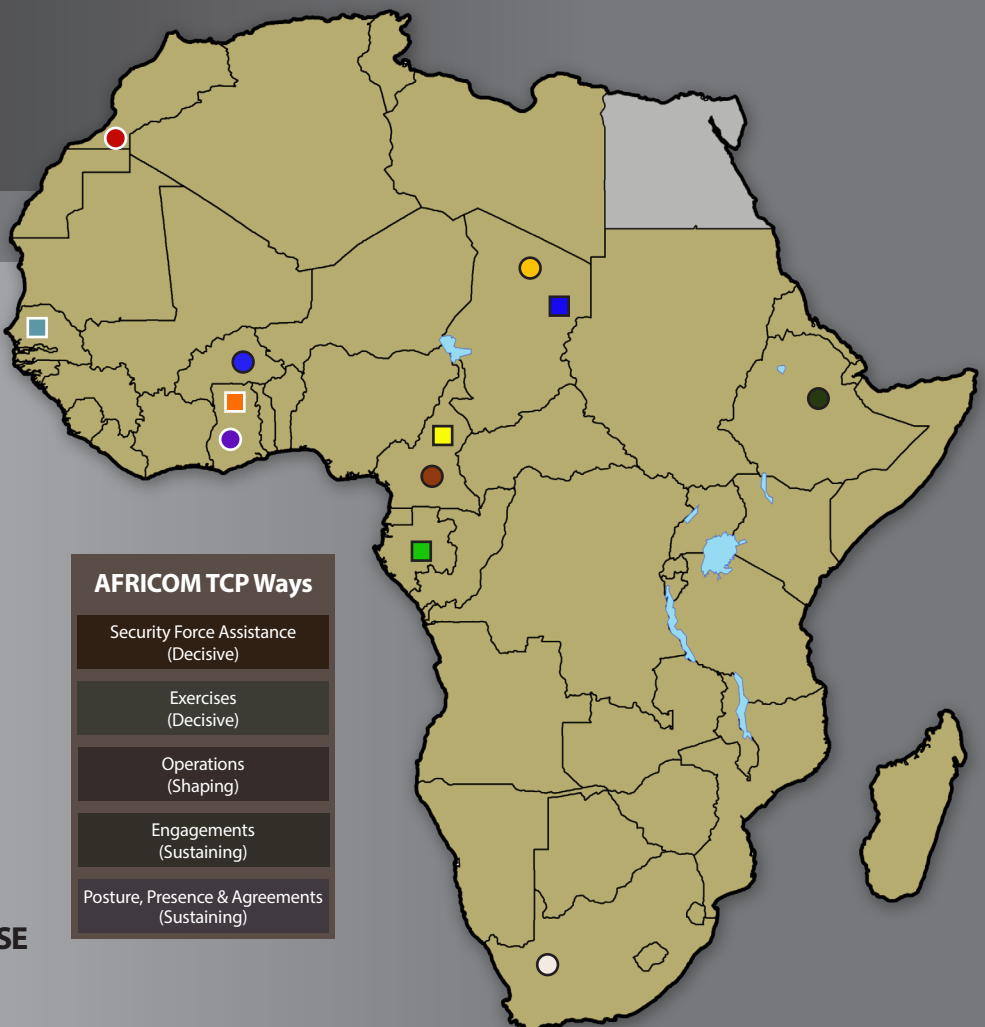 AFRICOM TCP Ways
Security Force Assistance
(Decisive)
Exercises
(Decisive)
Operations
(Shaping)
Engagements
(Sustaining)
Posture, Presence & Agreements
(Sustaining)
SE